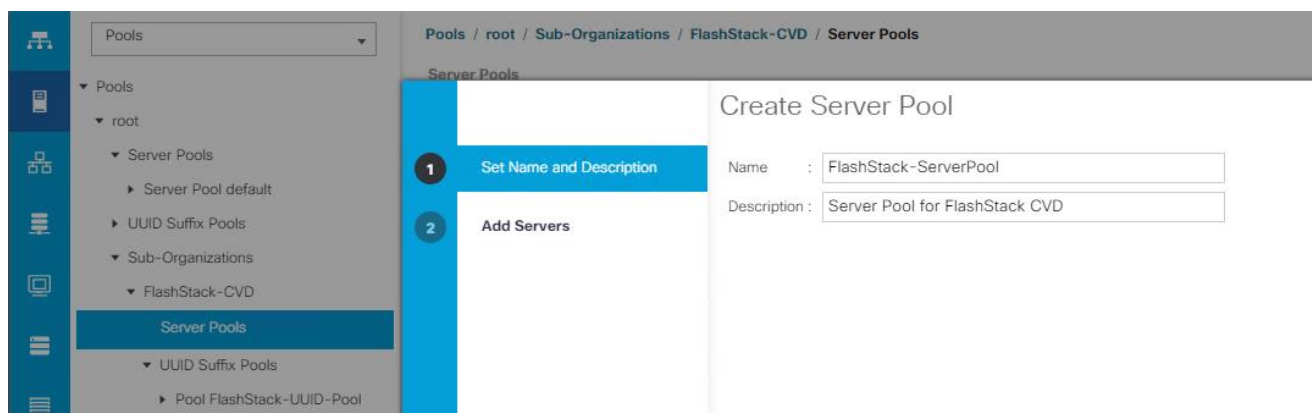 Pools
Pools / root / Sub-Organizations / FlashStack-CVD / Server Pools
Server Pools
Pools
root
Server Pools
Server Pool default
UUID Suffix Pools
Sub-Organizations
FlashStack-CVD
Server Pools
UUID Suffix Pools
Pool FlashStack-UUID-Pool
1 Set Name and Description
2 Add Servers
Create Server Pool
Name : FlashStack-ServerPool
Description : Server Pool for FlashStack CVD